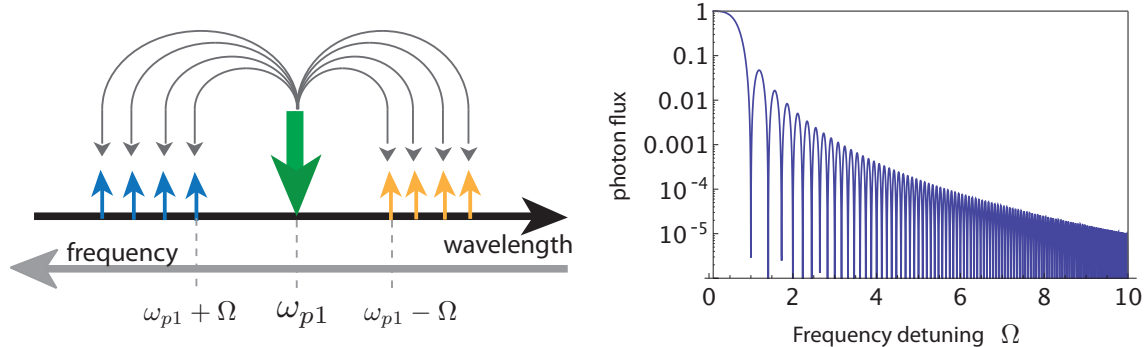 frequency
wavelength
ω_{p1} + Ω
ω_{p1}
ω_{p1} − Ω
photon flux
1
0.1
0.01
0.001
10^{-4}
10^{-5}
0
2
4
6
8
10
Frequency detuning Ω